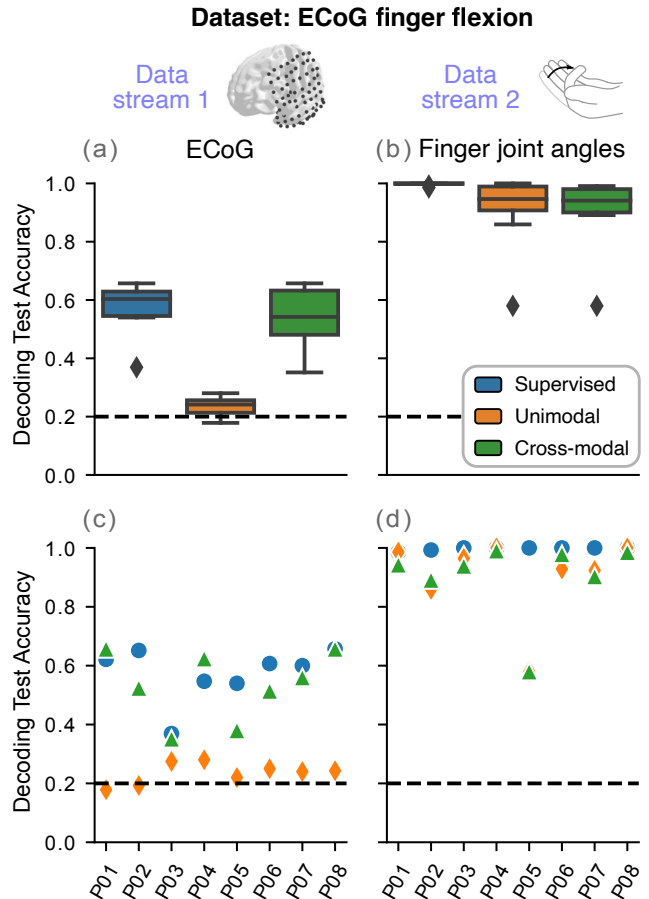 Dataset: ECoG finger flexion
Data
stream 1
Data
stream 2
(a)
ECoG
(b)
Finger joint angles
Decoding Test Accuracy
1.0
0.8
0.6
0.4
0.2
0.0
Supervised
Unimodal
Cross-modal
(c)
(d)
Decoding Test Accuracy
1.0
0.8
0.6
0.4
0.2
0.0
P01
P02
P03
P04
P05
P06
P07
P08
P01
P02
P03
P04
P05
P06
P07
P08